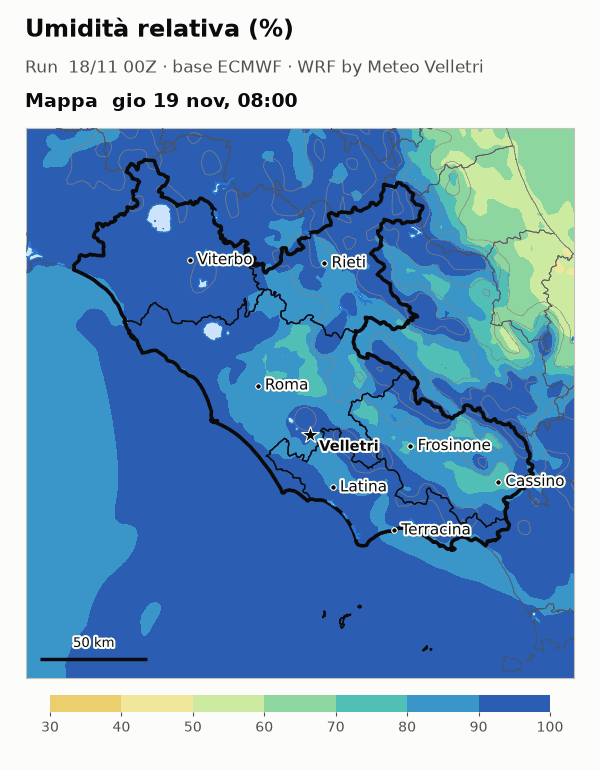 Umidità relativa (%)
Run  18/11 00Z · base ECMWF · WRF by Meteo Velletri
Mappa  gio 19 nov, 08:00
Viterbo
Rieti
Roma
Velletri
Frosinone
Cassino
Latina
Terracina
50 km
30 40 50 60 70 80 90 100